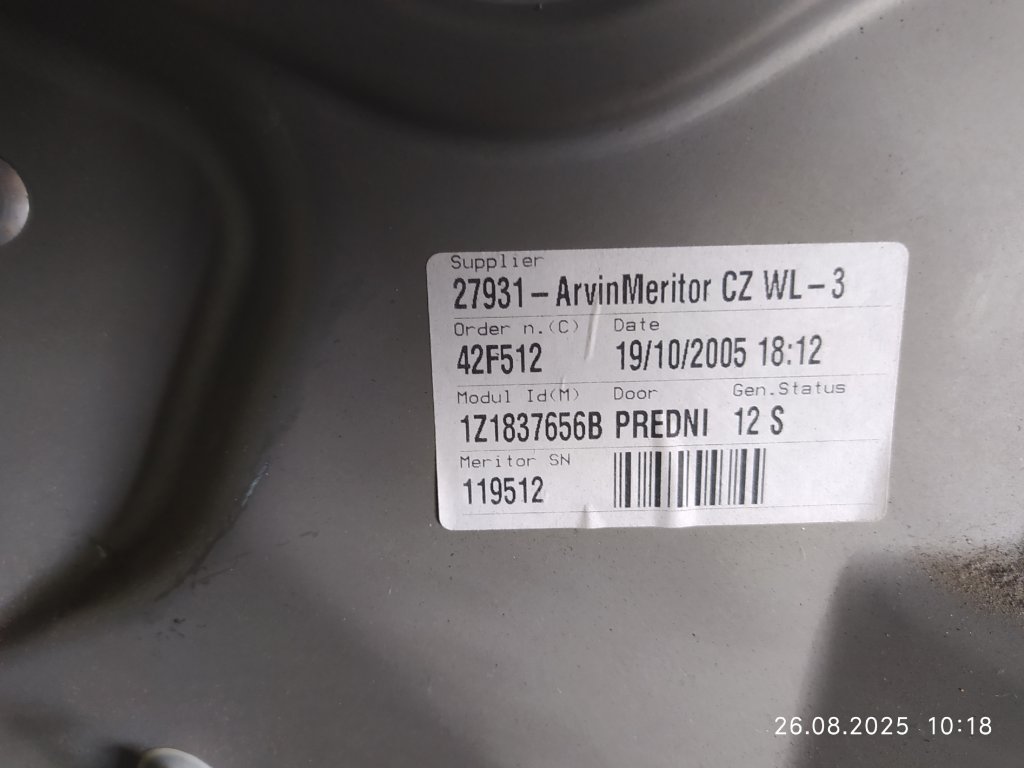 Supplier
27931-ArvinMeritor CZ WL-3
Order n.(C) Date
42F512 19/10/2005 18:12
Modul Id(M) Door Gen.Status
1Z1837656B PREDNI 12 S
Meritor SN
119512
26.08.2025 10:18